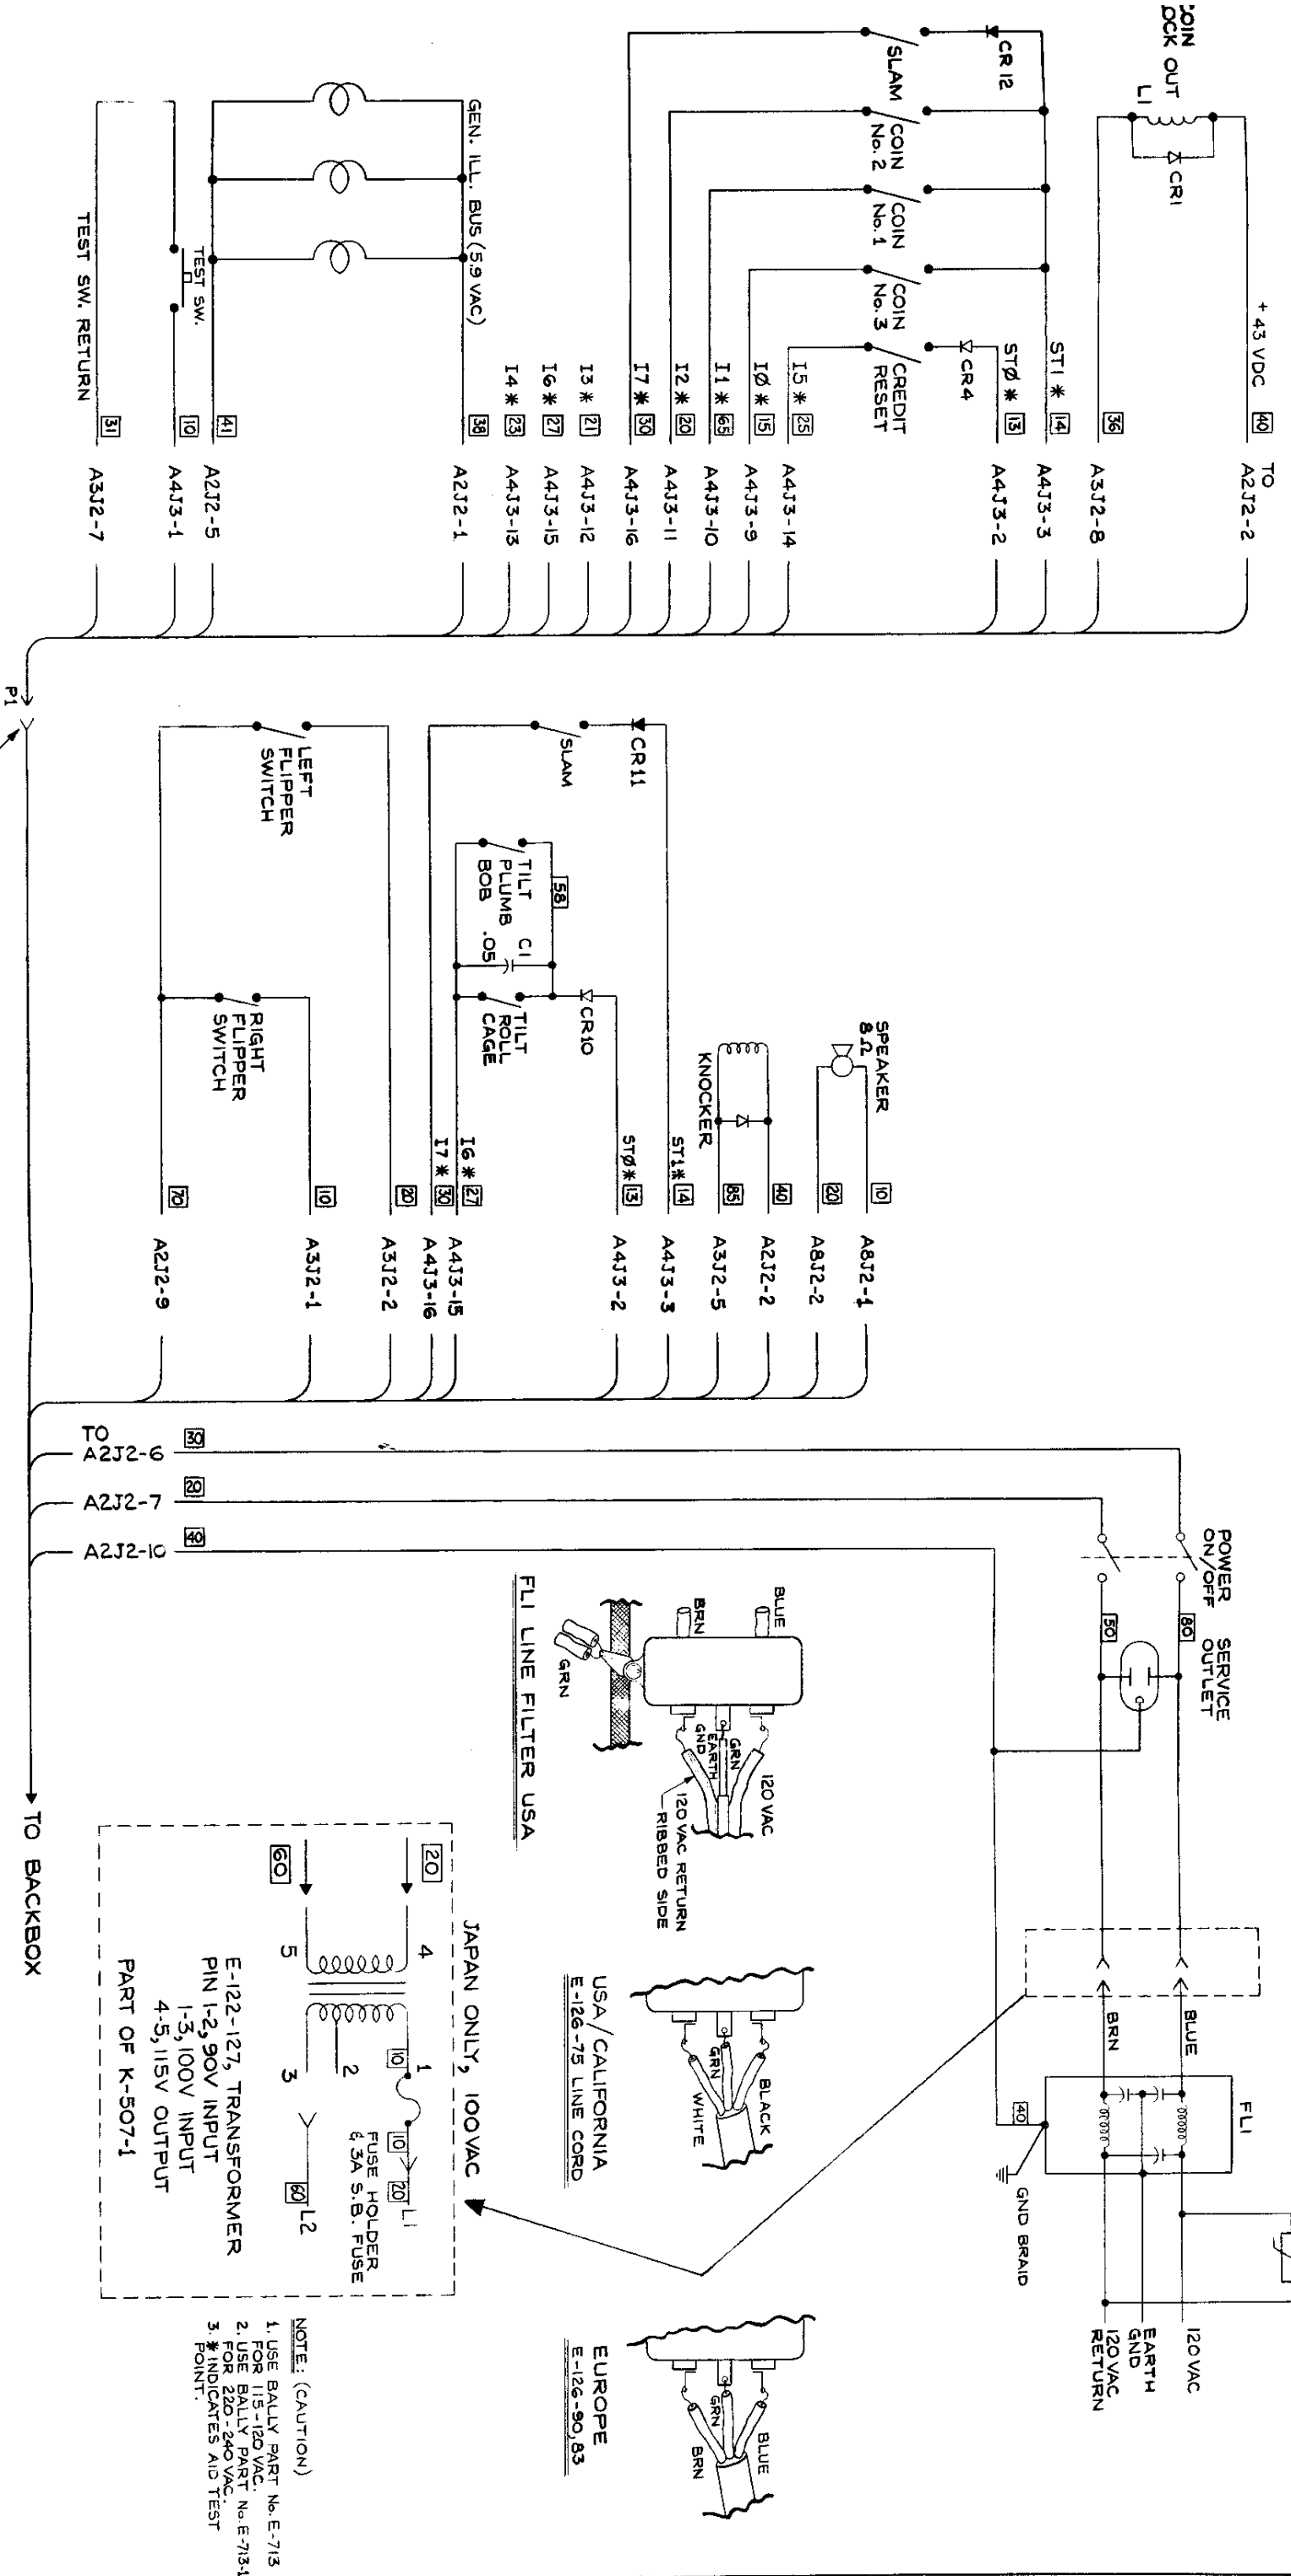 COIN
LOCK OUT
L1
CR1
+43 VDC
40
TO
A2J2-2
36
A3J2-8
CR12
SLAM
COIN
No. 2
COIN
No. 1
COIN
No. 3
CREDIT
RESET
CR4
ST1 *
14
A4J3-3
STØ *
13
A4J3-2
I5 *
25
A4J3-14
IØ *
15
A4J3-9
I1 *
65
A4J3-10
I2 *
20
A4J3-11
I7 *
30
A4J3-16
I3 *
21
A4J3-12
I6 *
27
A4J3-15
I4 *
23
A4J3-13
GEN. ILL. BUS (5.9 VAC)
38
A2J2-1
41
A2J2-5
TEST SW.
10
A4J3-1
TEST SW. RETURN
31
A3J2-7
P1
SPEAKER
8Ω
10
A8J2-1
20
A8J2-2
KNOCKER
40
A2J2-2
85
A3J2-5
CR11
SLAM
ST1*
14
A4J3-3
CR10
STØ*
13
A4J3-2
58
TILT
PLUMB
BOB
C1
.05
TILT
ROLL
CAGE
I6 *
27
A4J3-15
I7 *
30
A4J3-16
LEFT
FLIPPER
SWITCH
20
A3J2-2
RIGHT
FLIPPER
SWITCH
10
A3J2-1
70
A2J2-9
TO
A2J2-6
30
A2J2-7
20
A2J2-10
40
POWER
ON/OFF
SERVICE
OUTLET
80
50
BLUE
BRN
FL1
40
GND BRAID
120 VAC
EARTH
GND
120 VAC
RETURN
BLUE
BRN
GRN
120 VAC
GRN
EARTH
GND
120 VAC RETURN
RIBBED SIDE
FL1 LINE FILTER USA
BLACK
GRN
WHITE
USA/CALIFORNIA
E-126-75 LINE CORD
BLUE
GRN
BRN
EUROPE
E-126-90,83
JAPAN ONLY, 100VAC
20
60
4
5
1
2
3
10
10
20
L1
FUSE HOLDER
& 3A S.B. FUSE
60
L2
E-122-127, TRANSFORMER
PIN 1-2, 90V INPUT
1-3, 100V INPUT
4-5, 115V OUTPUT
PART OF K-507-1
TO BACKBOX
NOTE: (CAUTION)
1. USE BALLY PART No. E-713
FOR 115-120 VAC.
2. USE BALLY PART No. E-713-1
FOR 220-240 VAC.
3. * INDICATES AID TEST
POINT.